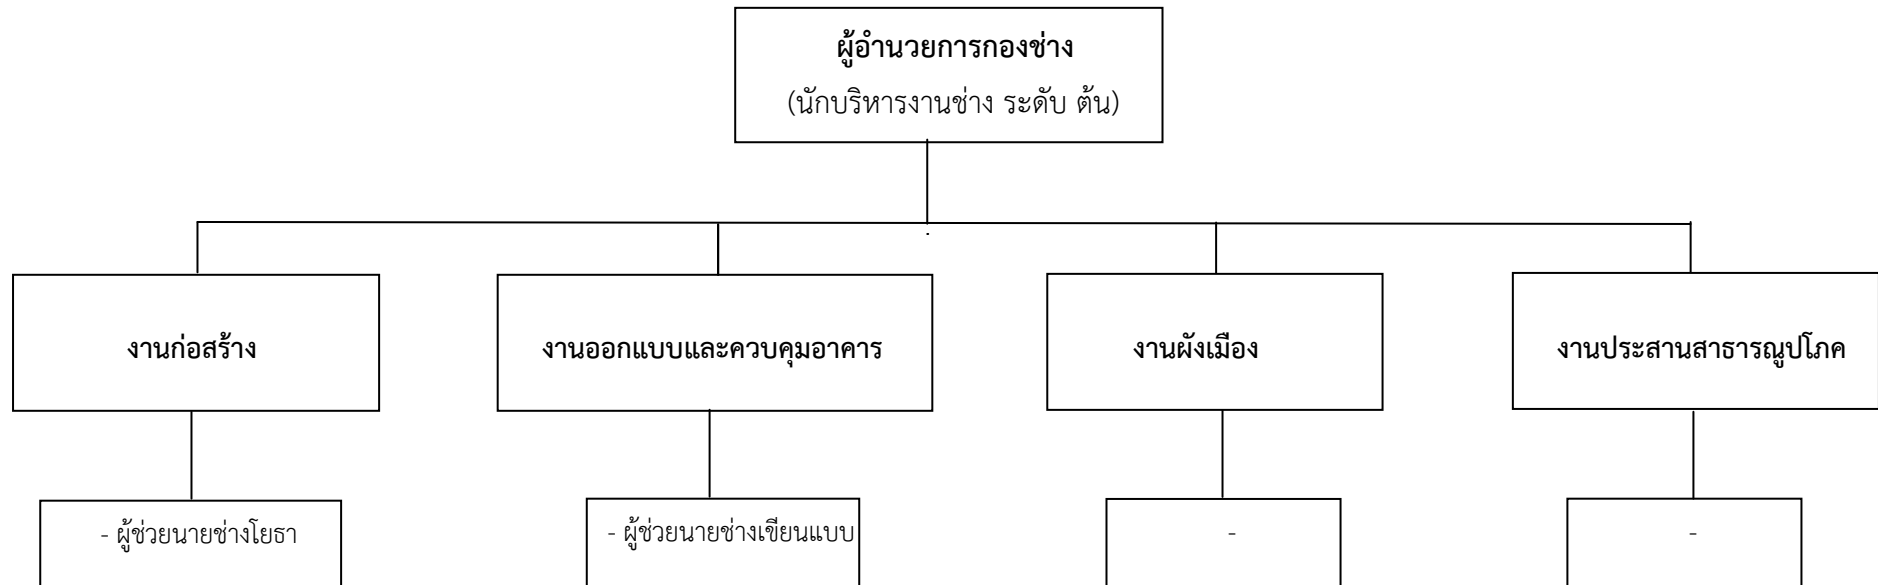 ผู้อำนวยการกองช่าง
(นักบริหารงานช่าง ระดับ ต้น)
งานก่อสร้าง
งานออกแบบและควบคุมอาคาร
งานผังเมือง
งานประสานสาธารณูปโภค
- ผู้ช่วยนายช่างโยธา
- ผู้ช่วยนายช่างเขียนแบบ
-
-